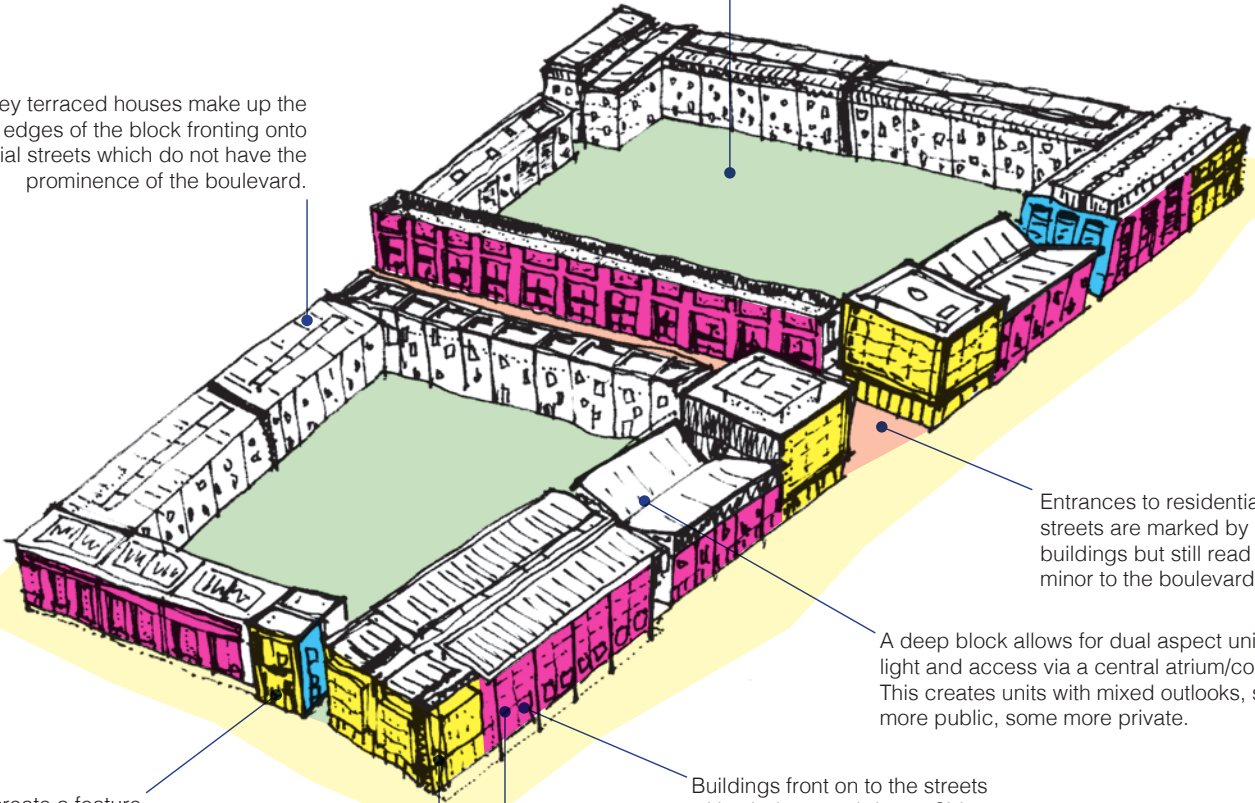 ey terraced houses make up the
edges of the block fronting onto
ial streets which do not have the
prominence of the boulevard.
Entrances to residentia
streets are marked by
buildings but still read
minor to the boulevard
A deep block allows for dual aspect uni
light and access via a central atrium/co
This creates units with mixed outlooks, s
more public, some more private.
Buildings front on to the streets
create a feature